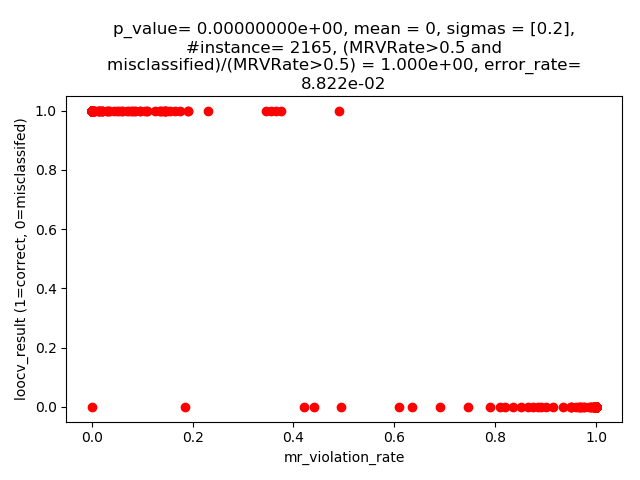 p_value= 0.00000000e+00, mean = 0, sigmas = [0.2],
#instance= 2165, (MRVRate>0.5 and
misclassified)/(MRVRate>0.5) = 1.000e+00, error_rate=
8.822e-02
loocv_result (1=correct, 0=misclassifed)
1.0
0.8
0.6
0.4
0.2
0.0
0.0 0.2 0.4 0.6 0.8 1.0
mr_violation_rate